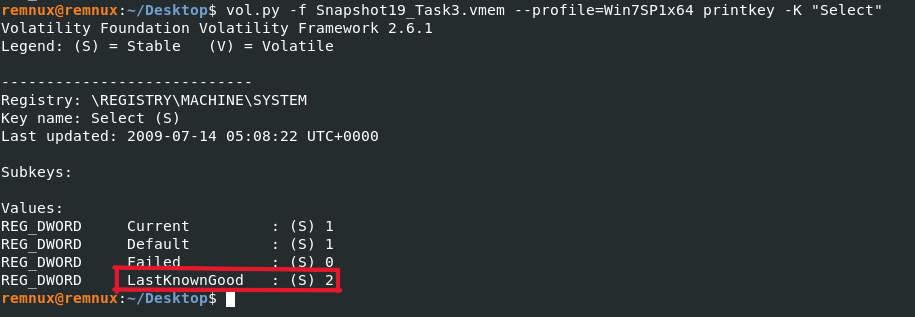 remnux@remnux:~/Desktop$ vol.py -f Snapshot19_Task3.vmem --profile=Win7SP1x64 printkey -K "Select"
Volatility Foundation Volatility Framework 2.6.1
Legend: (S) = Stable   (V) = Volatile

----------------------------
Registry: \REGISTRY\MACHINE\SYSTEM
Key name: Select (S)
Last updated: 2009-07-14 05:08:22 UTC+0000

Subkeys:

Values:
REG_DWORD     Current         : (S) 1
REG_DWORD     Default         : (S) 1
REG_DWORD     Failed          : (S) 0
REG_DWORD     LastKnownGood   : (S) 2
remnux@remnux:~/Desktop$